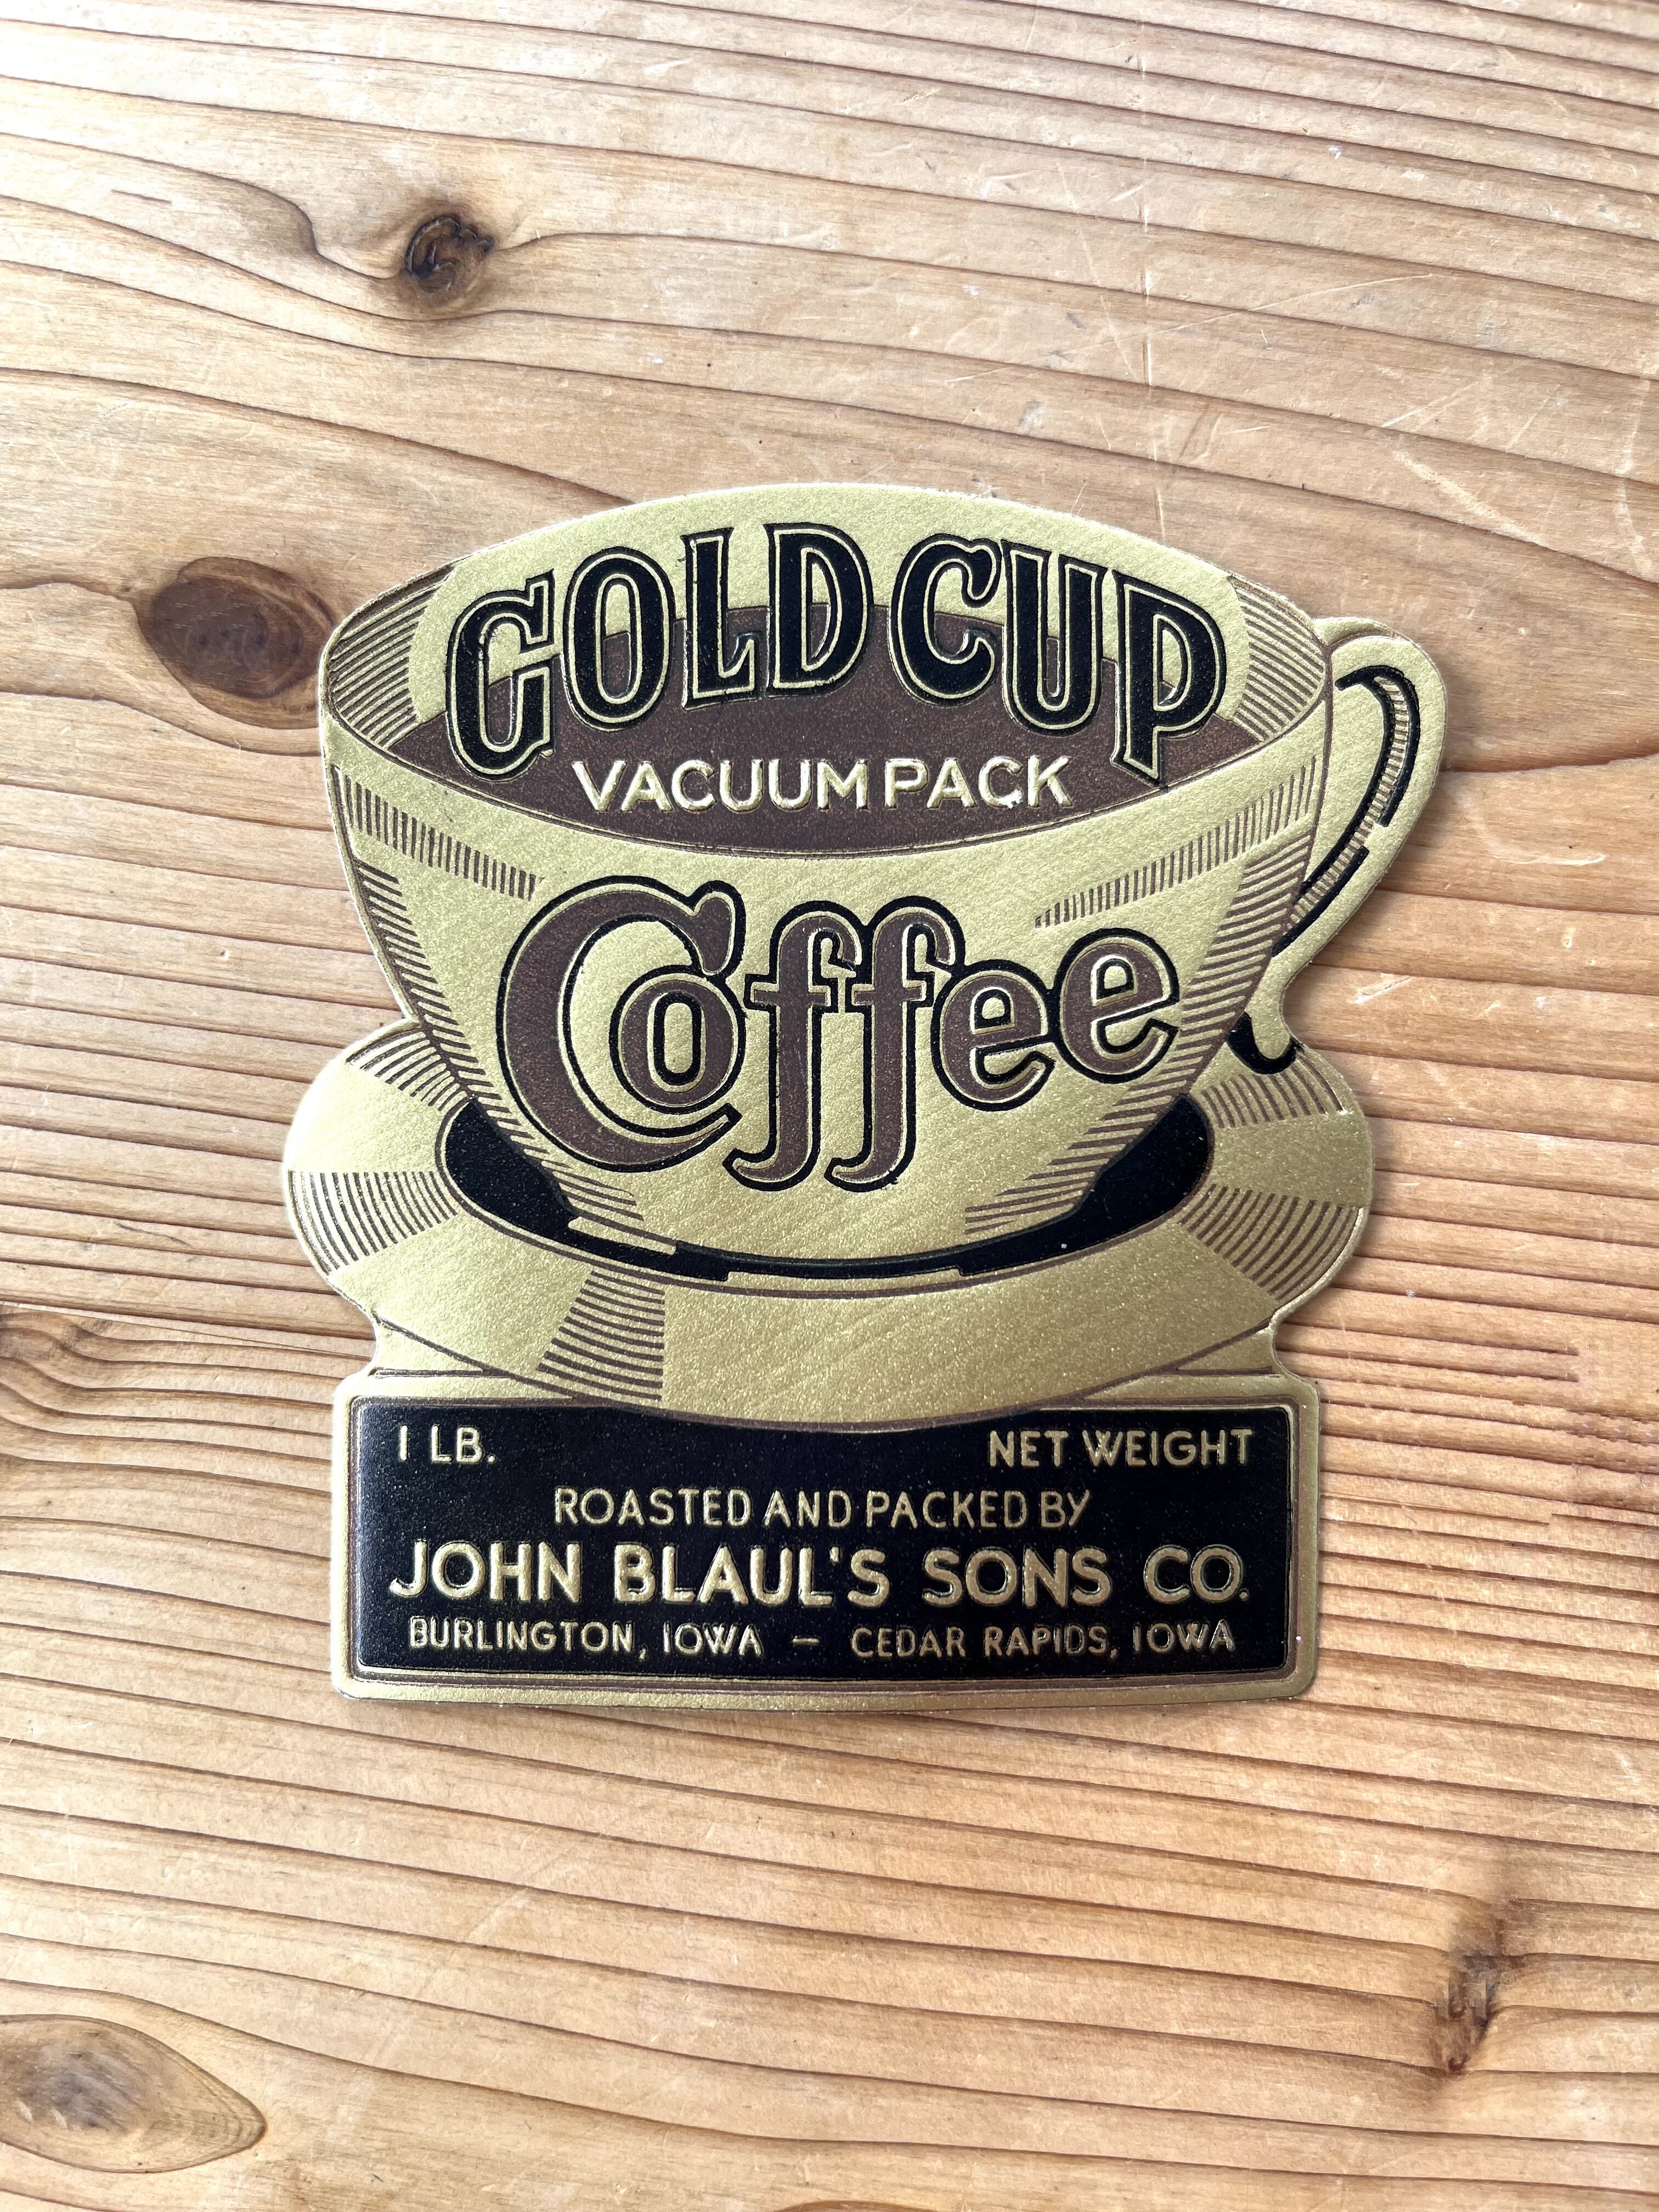 GOLD CUP
VACUUM PACK
Coffee
1 LB. NET WEIGHT
ROASTED AND PACKED BY
JOHN BLAUL'S SONS CO.
BURLINGTON, IOWA — CEDAR RAPIDS, IOWA